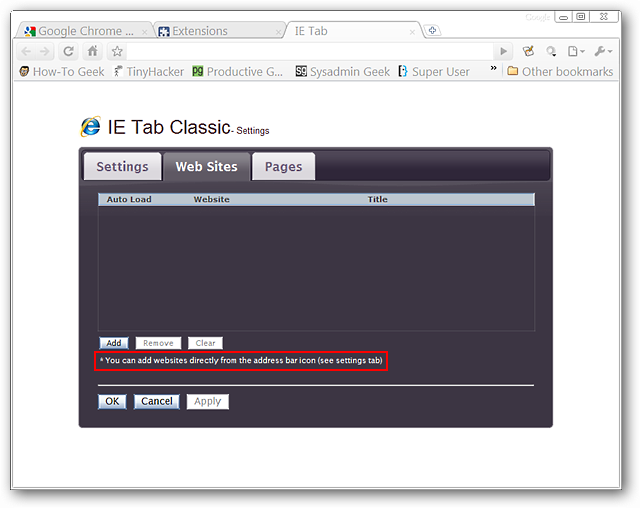 Google
Google Chrome ...
Extensions
IE Tab
How-To Geek
TinyHacker
Productive G...
Sysadmin Geek
Super User
»
Other bookmarks
IE Tab Classic - Settings
Settings
Web Sites
Pages
Auto Load Website Title
Add Remove Clear
* You can add websites directly from the address bar icon (see settings tab)
OK Cancel Apply